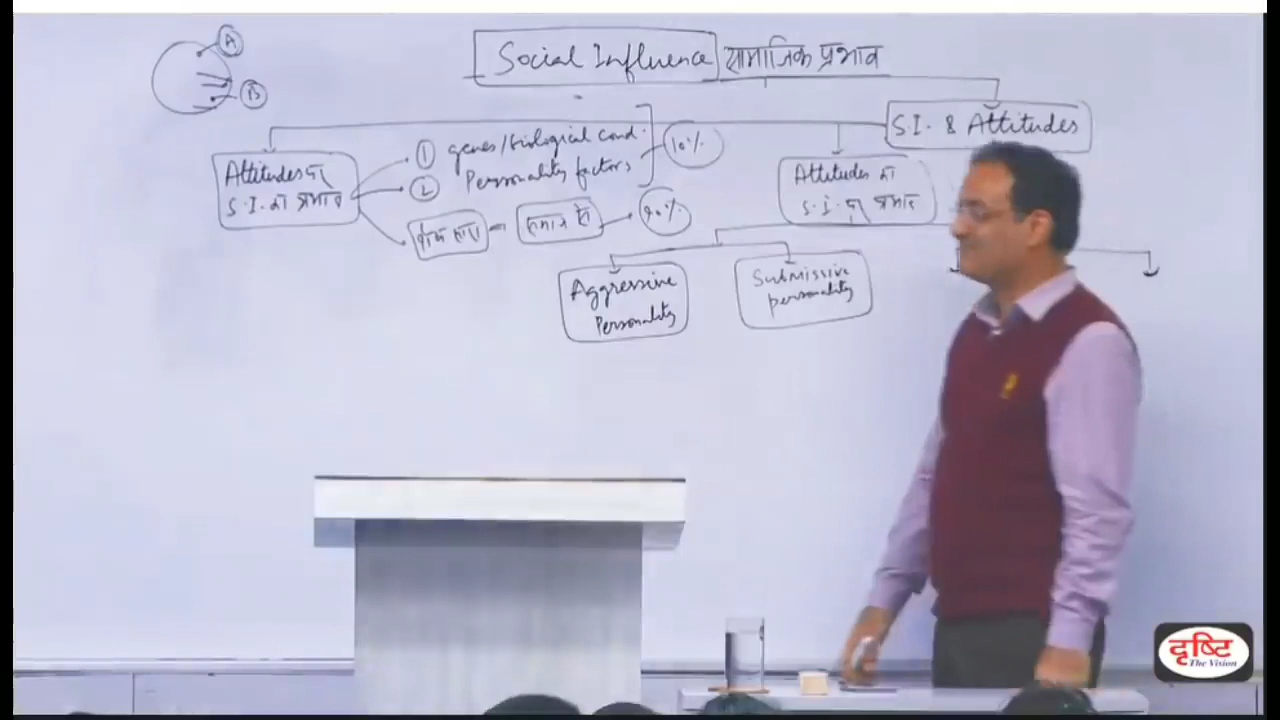 A
B
Social Influence सामाजिक प्रभाव
S.I. & Attitudes
Attitudes पर
S.I. का प्रभाव
1 genes/biological cond.
2 Personality factors
10%
समाज से
90%
Attitudes का
S.I. पर प्रभाव
Aggressive
Personality
Submissive
personality
दृष्टि
The Vision